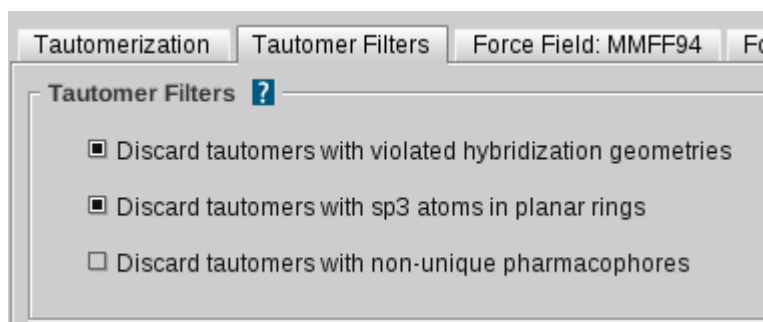 Tautomerization Tautomer Filters Force Field: MMFF94
Tautomer Filters ?
Discard tautomers with violated hybridization geometries
Discard tautomers with sp3 atoms in planar rings
Discard tautomers with non-unique pharmacophores